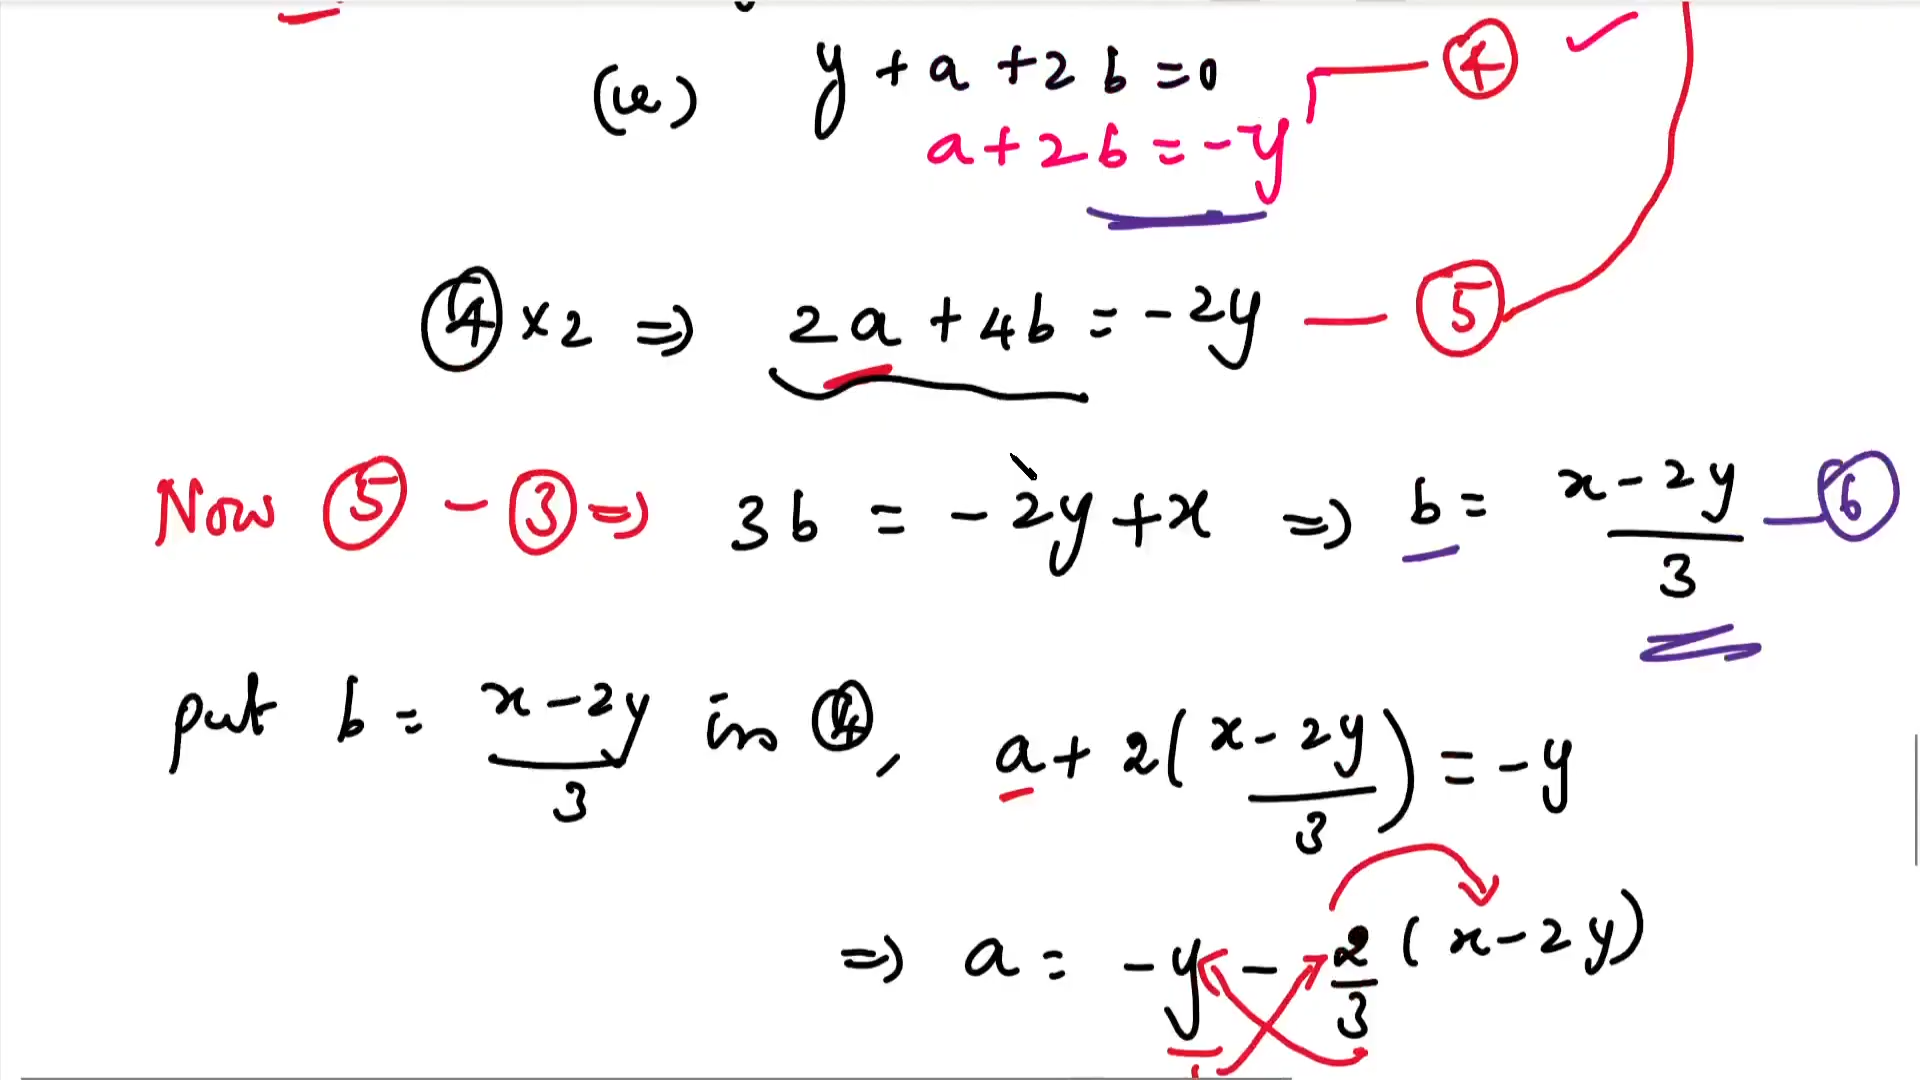 (ie) y + a + 2b = 0
a + 2b = -y — ④
④ × 2 ⇒ 2a + 4b = -2y — ⑤
Now ⑤ - ③ ⇒ 3b = -2y + x ⇒ b = (x - 2y)/3 — ⑥
put b = (x - 2y)/3 in ④, a + 2((x - 2y)/3) = -y
⇒ a = -y - 2/3 (x - 2y)